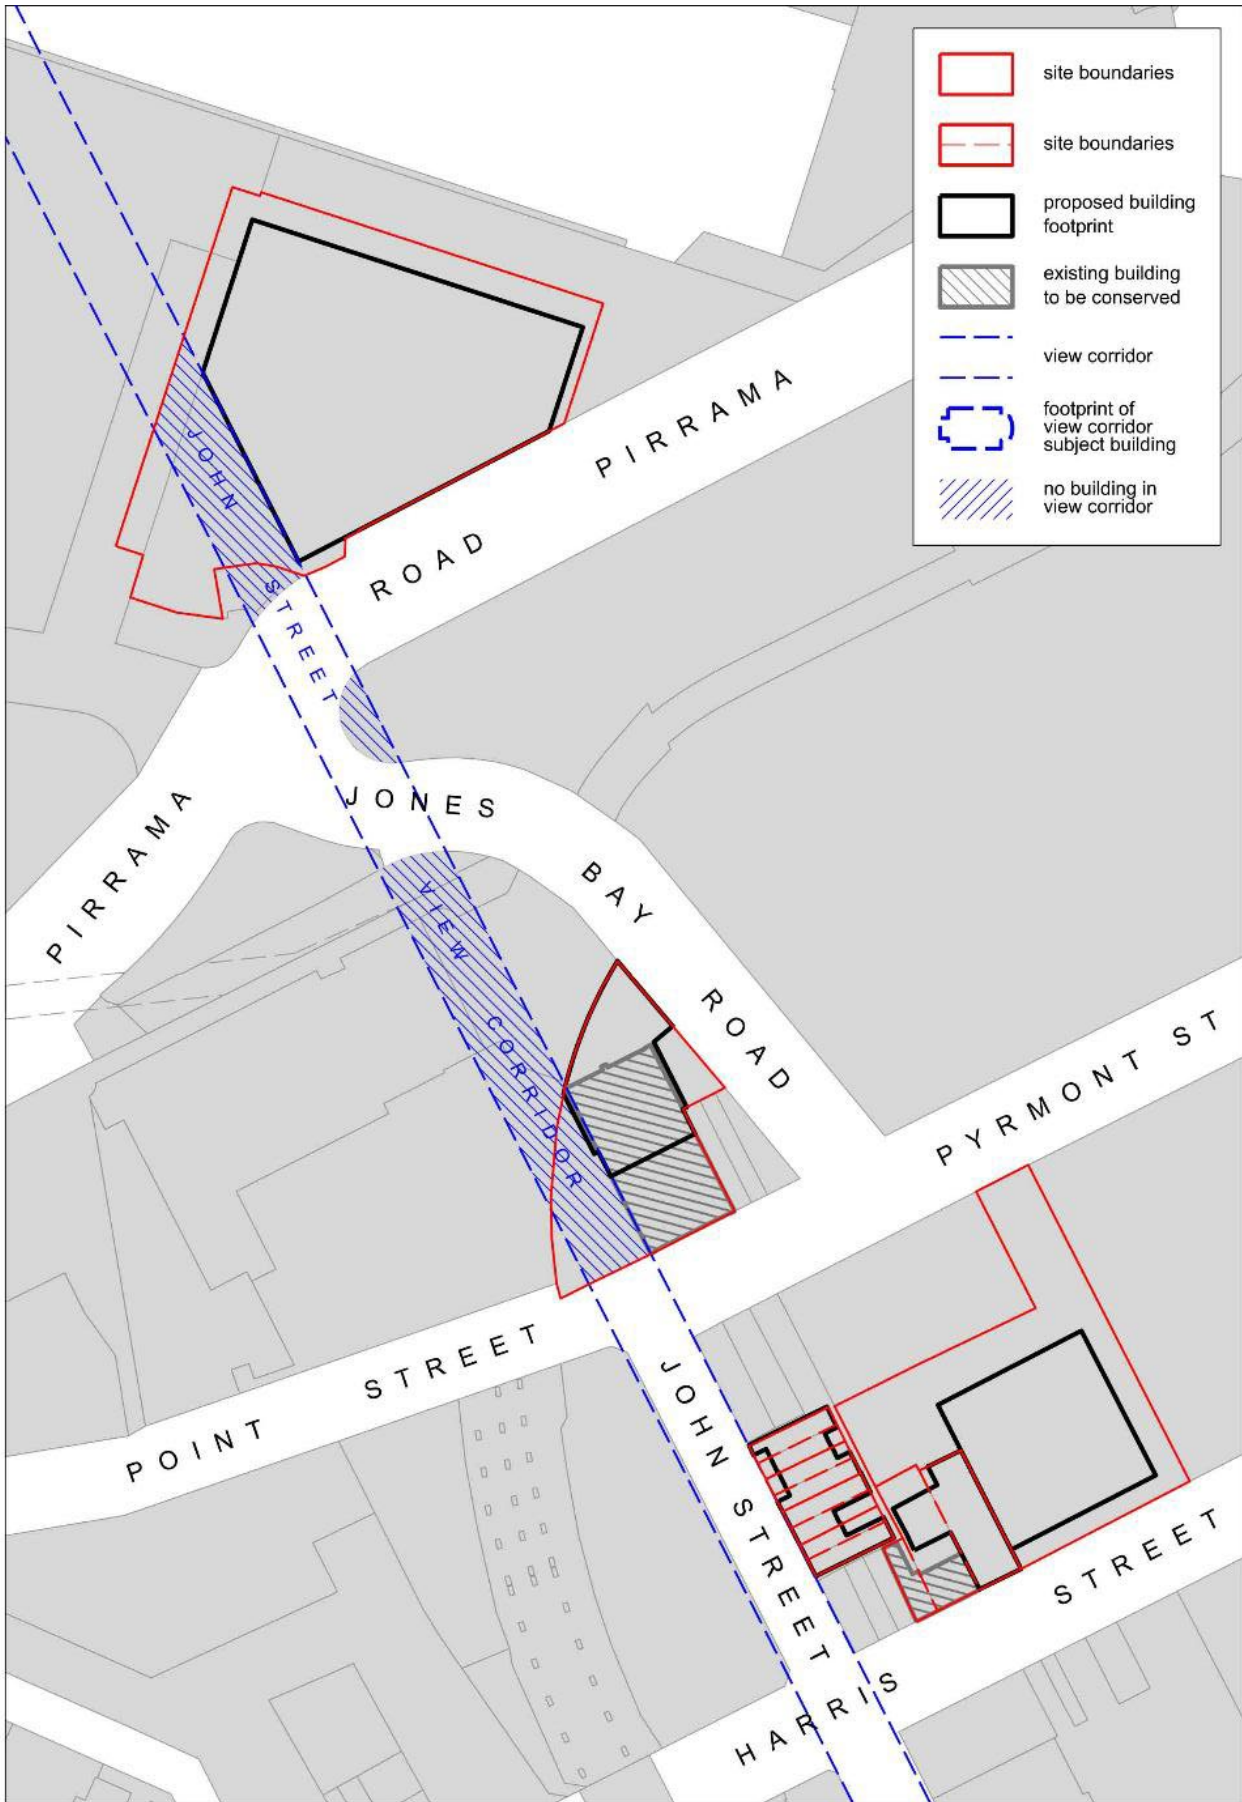 site boundaries
site boundaries
proposed building
footprint
existing building
to be conserved
view corridor
footprint of
view corridor
subject building
no building in
view corridor
PIRRAMA
ROAD
JOHN
STREET
PIRRAMA
JONES
BAY
ROAD
VIEW
CORRIDOR
PYRMONT ST
POINT STREET
JOHN STREET
HARRIS STREET